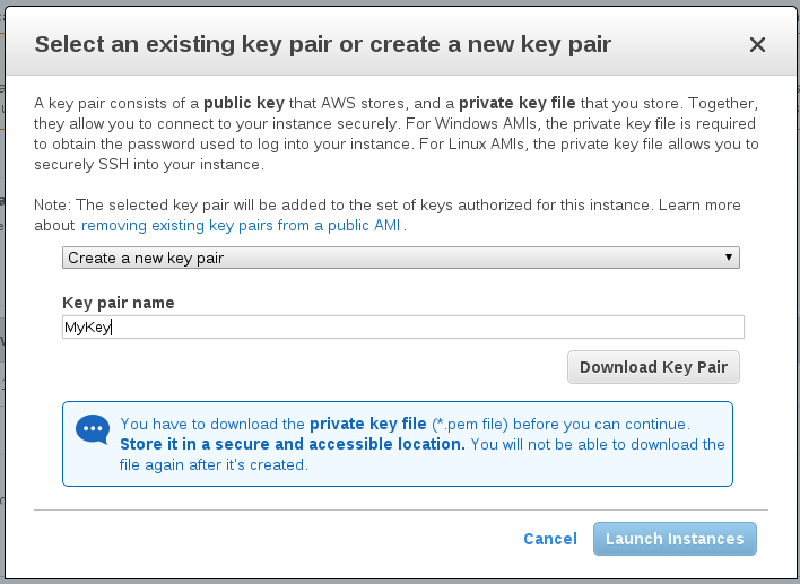 Select an existing key pair or create a new key pair
A key pair consists of a public key that AWS stores, and a private key file that you store. Together,
they allow you to connect to your instance securely. For Windows AMIs, the private key file is required
to obtain the password used to log into your instance. For Linux AMIs, the private key file allows you to
securely SSH into your instance.
Note: The selected key pair will be added to the set of keys authorized for this instance. Learn more
about removing existing key pairs from a public AMI .
Create a new key pair
Key pair name
MyKey
Download Key Pair
You have to download the private key file (*.pem file) before you can continue.
Store it in a secure and accessible location. You will not be able to download the
file again after it's created.
Cancel
Launch Instances